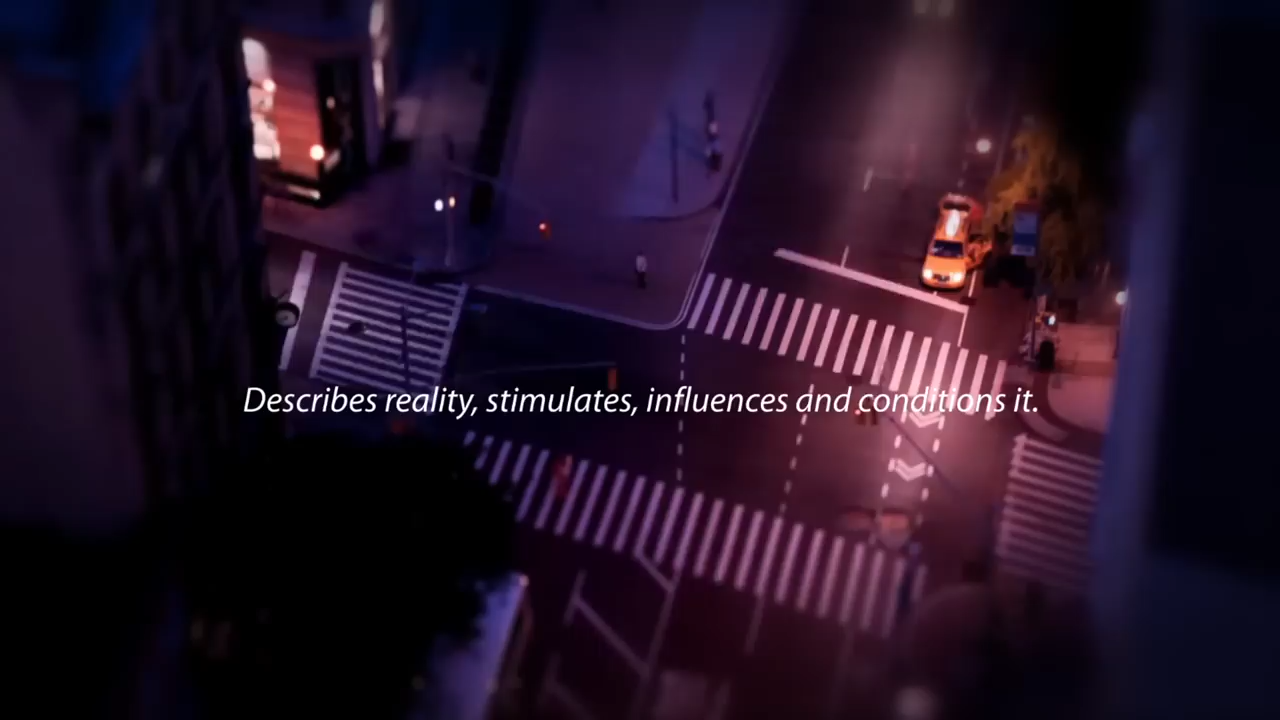 Describes reality, stimulates, influences and conditions it.